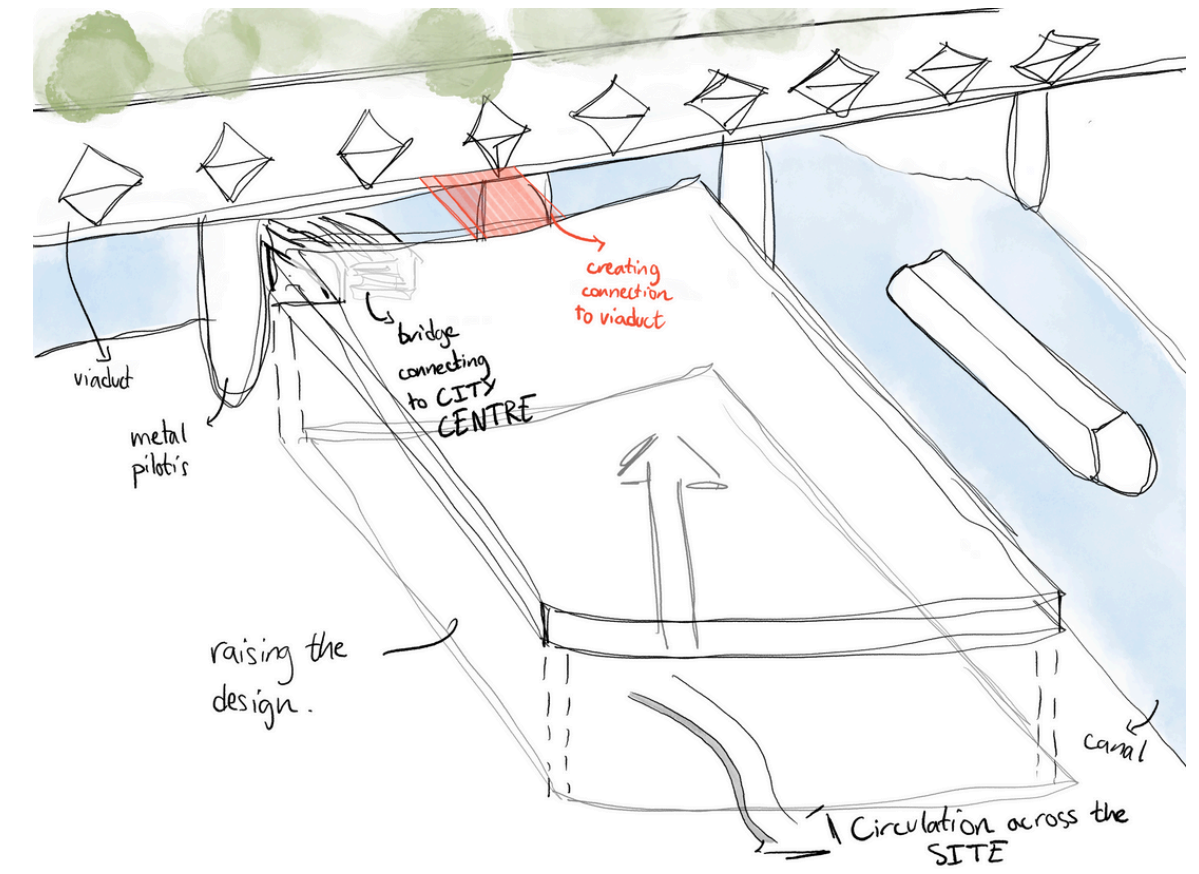 creating
connection
to viaduct
bridge
connecting
to CITY
CENTRE
viaduct
metal
pilotis
raising the
design.
canal
Circulation across the
SITE